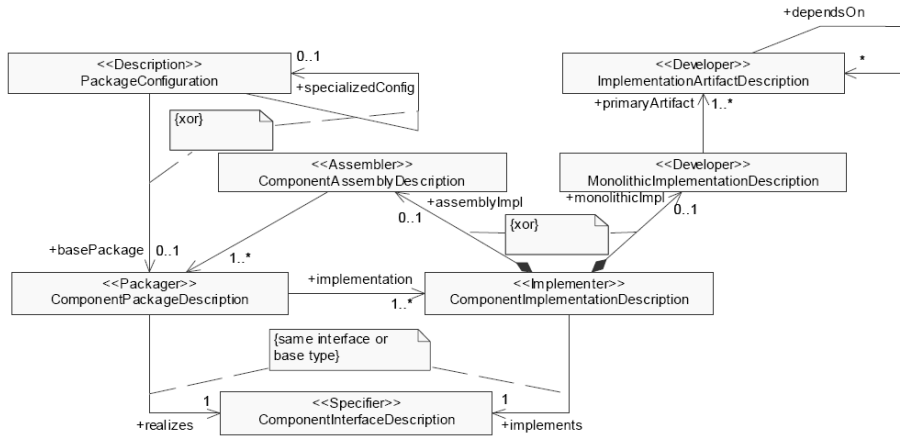 +dependsOn
<<Description>>
PackageConfiguration
0..1
+specializedConfig
<<Developer>>
ImplementationArtifactDescription
*
+primaryArtifact
1..*
{xor}
<<Assembler>>
ComponentAssemblyDescription
<<Developer>>
MonolithicImplementationDescription
+assemblyImpl
0..1
{xor}
+monolithicImpl
0..1
+basePackage
0..1
1..*
<<Packager>>
ComponentPackageDescription
+implementation
1..*
<<Implementer>>
ComponentImplementationDescription
{same interface or
base type}
<<Specifier>>
ComponentInterfaceDescription
1
+realizes
1
+implements